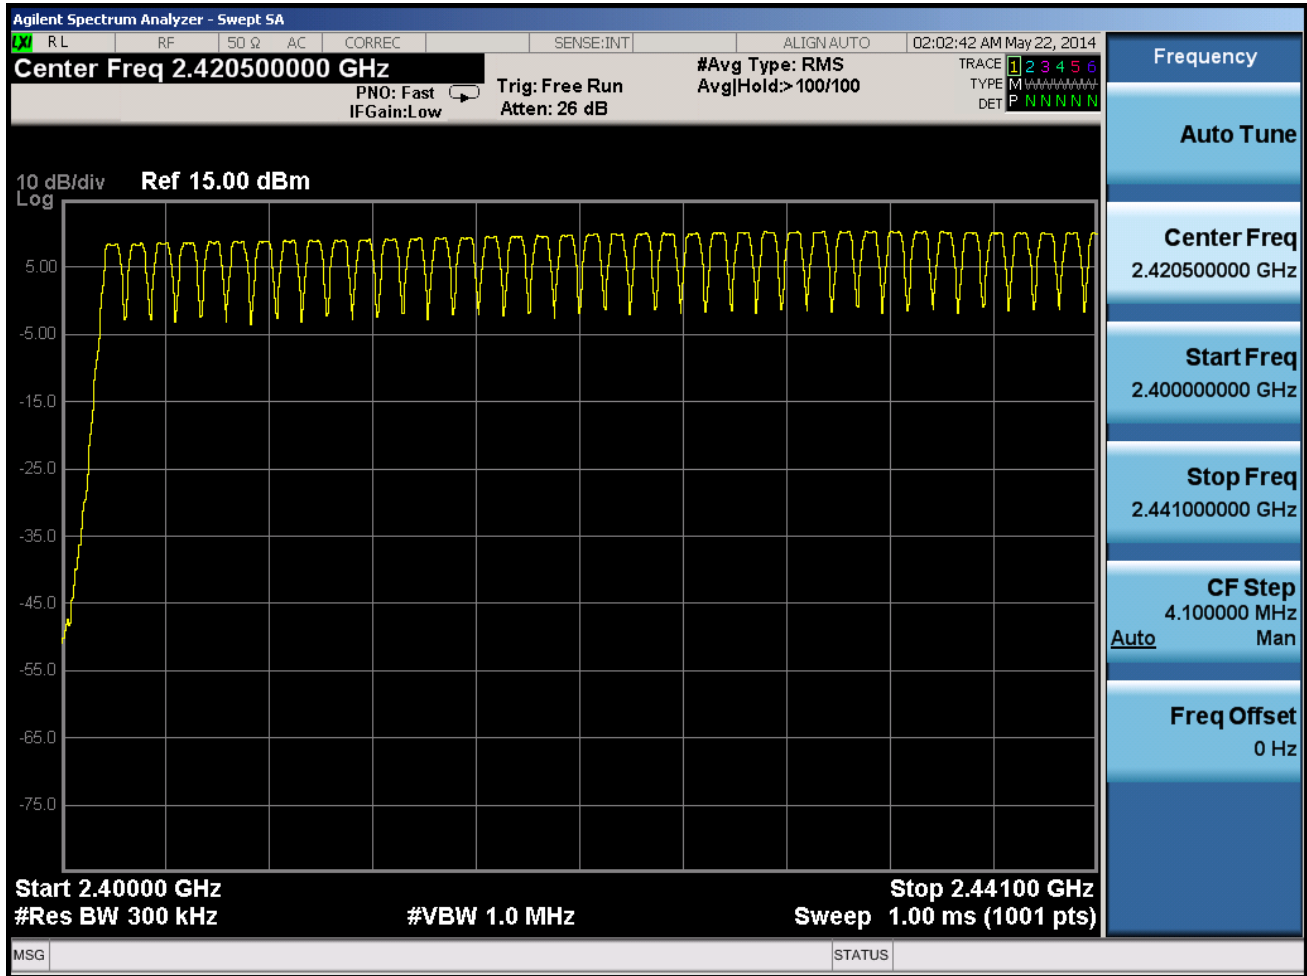 Agilent Spectrum Analyzer - Swept SA
LXI RL RF 50 Ω AC CORREC SENSE:INT ALIGN AUTO 02:02:42 AM May 22, 2014
Center Freq 2.420500000 GHz
PNO: Fast
IFGain:Low
Trig: Free Run
Atten: 26 dB
#Avg Type: RMS
Avg|Hold:>100/100
TRACE 1 2 3 4 5 6
TYPE M W W W W W
DET P N N N N N
10 dB/div Ref 15.00 dBm
Log
5.00
-5.00
-15.0
-25.0
-35.0
-45.0
-55.0
-65.0
-75.0
Start 2.40000 GHz Stop 2.44100 GHz
#Res BW 300 kHz #VBW 1.0 MHz Sweep 1.00 ms (1001 pts)
MSG STATUS
Frequency
Auto Tune
Center Freq
2.420500000 GHz
Start Freq
2.400000000 GHz
Stop Freq
2.441000000 GHz
CF Step
4.100000 MHz
Auto Man
Freq Offset
0 Hz